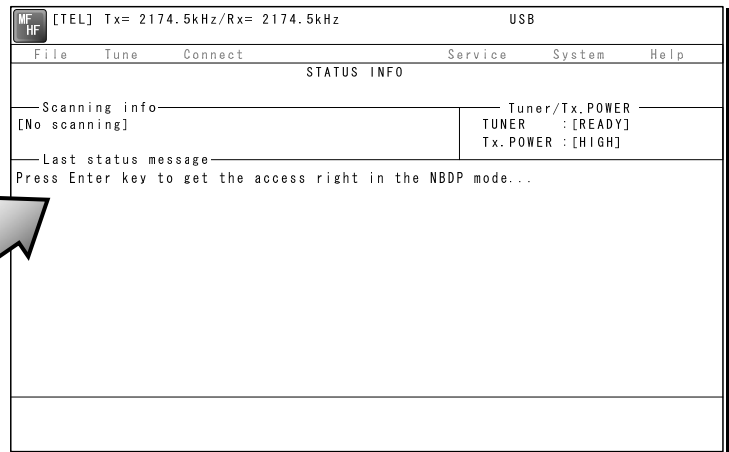 MF HF [TEL] Tx= 2174.5kHz/Rx= 2174.5kHz USB
File Tune Connect Service System Help
STATUS INFO
Scanning info Tuner/Tx.POWER
[No scanning] TUNER :[READY]
Tx.POWER :[HIGH]
Last status message
Press Enter key to get the access right in the NBDP mode...